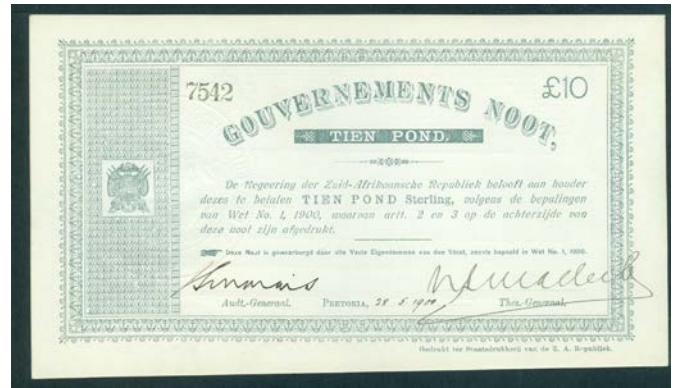 7542
£10
GOUVERNEMENTS NOOT,
TIEN POND.
De Regeering der Zuid-Afrikaansche Republiek belooft aan houder
dezes te betalen TIEN POND Sterling, volgens de bepalingen
van Wet No. 1, 1900, waarvan artt. 2 en 3 op de achterzijde van
deze noot zijn afgedrukt.
Deze Noot is gewaarborgd door alle Vaste Eigendommen van den Staat, zooals bepaald in Wet No. 1, 1900.
Audt.-Generaal. PRETORIA, 28 5 1900 Thes.-Generaal.
Gedrukt ter Staatsdrukkerij van de Z. A. Republiek.